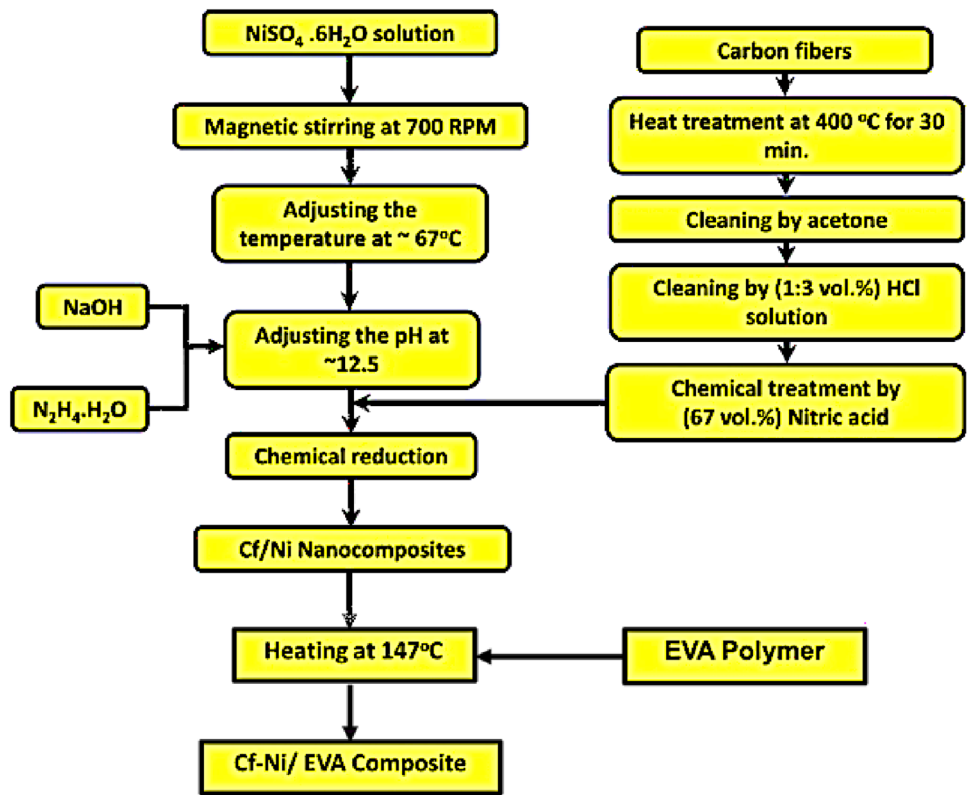 NiSO₄ .6H₂O solution
Magnetic stirring at 700 RPM
Adjusting the
temperature at ~ 67ᵒC
NaOH
N₂H₄.H₂O
Adjusting the pH at
~12.5
Carbon fibers
Heat treatment at 400 ᵒC for 30
min.
Cleaning by acetone
Cleaning by (1:3 vol.%) HCl
solution
Chemical treatment by
(67 vol.%) Nitric acid
Chemical reduction
Cf/Ni Nanocomposites
Heating at 147ᵒC
EVA Polymer
Cf-Ni/ EVA Composite